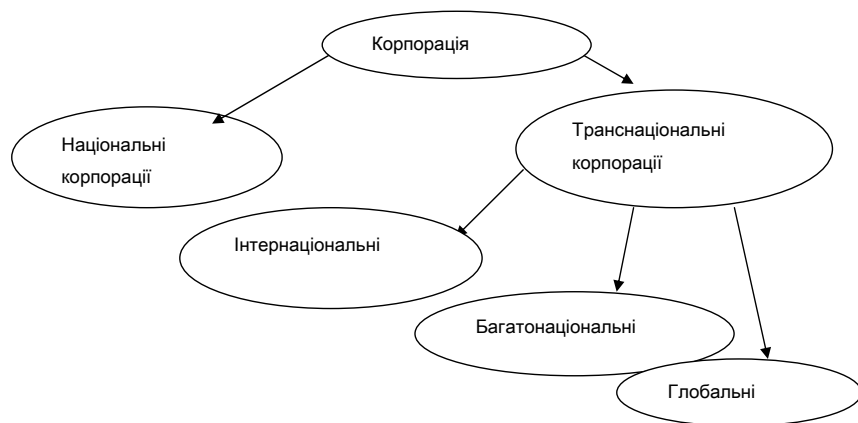 Корпорація
Національні
корпорації
Транснаціональні
корпорації
Інтернаціональні
Багатонаціональні
Глобальні